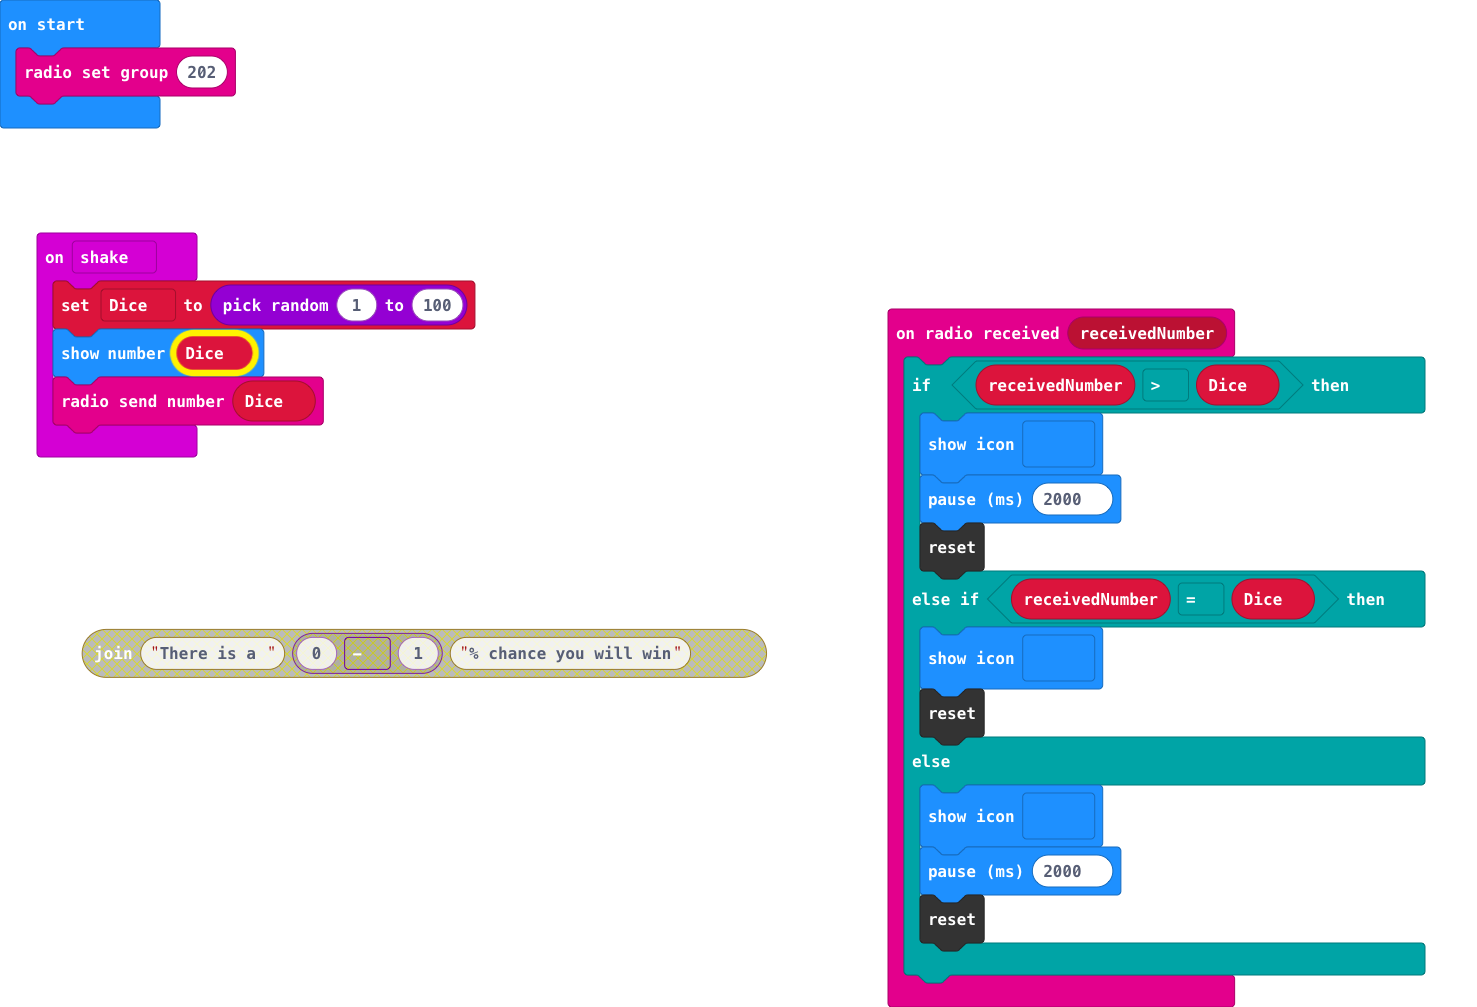 on start
radio set group 202
on shake
set Dice to pick random 1 to 100
show number Dice
radio send number Dice
join "There is a " 0 - 1 "% chance you will win"
on radio received receivedNumber
if receivedNumber > Dice then
show icon
pause (ms) 2000
reset
else if receivedNumber = Dice then
show icon
reset
else
show icon
pause (ms) 2000
reset